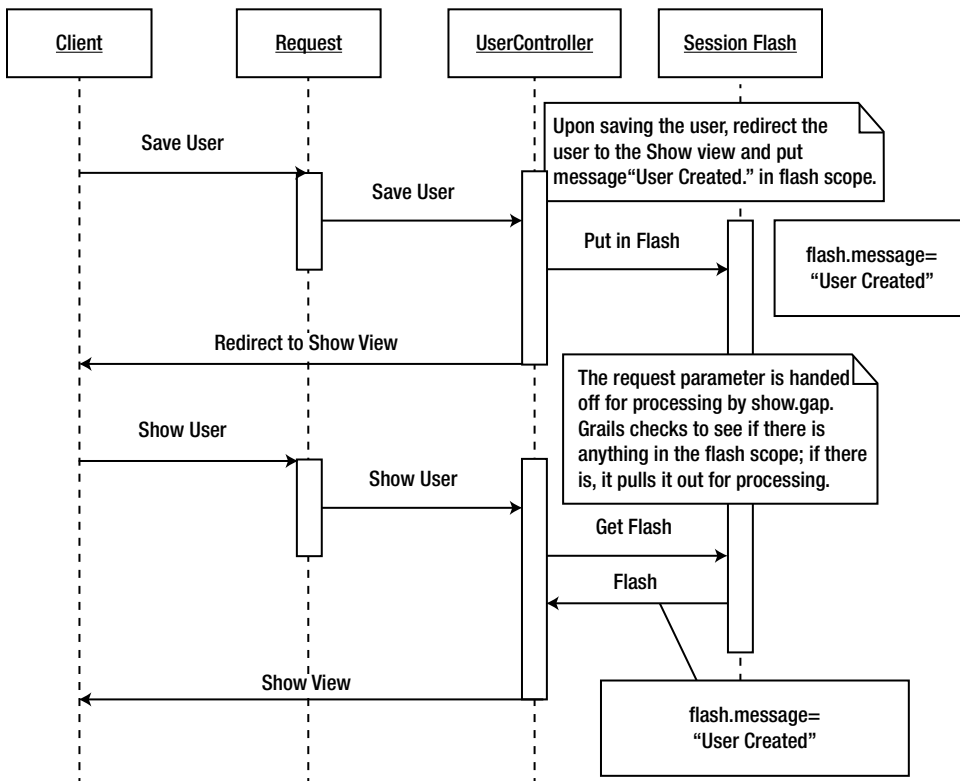 Client
Request
UserController
Session Flash
Upon saving the user, redirect the
user to the Show view and put
message“User Created.” in flash scope.
Save User
Save User
Put in Flash
flash.message=
“User Created”
Redirect to Show View
The request parameter is handed
off for processing by show.gap.
Grails checks to see if there is
anything in the flash scope; if there
is, it pulls it out for processing.
Show User
Show User
Get Flash
Flash
Show View
flash.message=
“User Created”